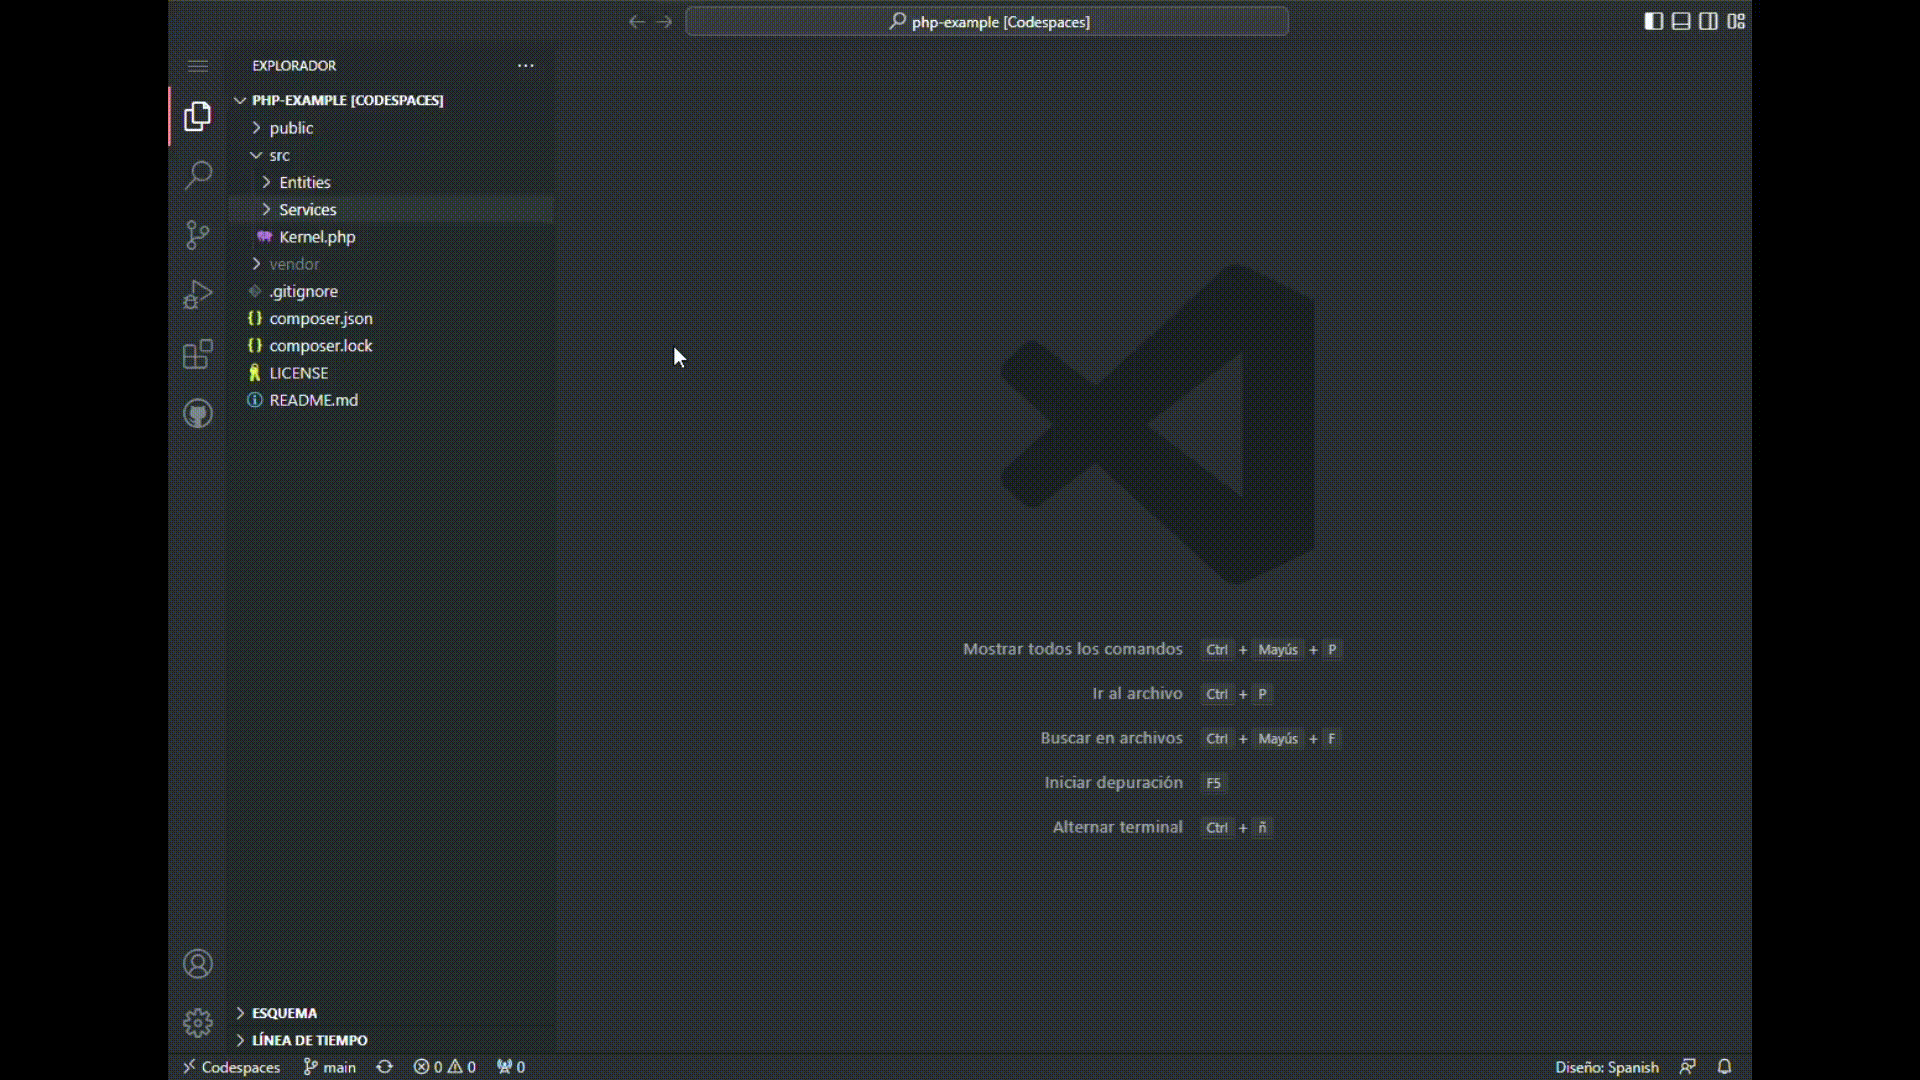 php-example [Codespaces]
EXPLORADOR
PHP-EXAMPLE [CODESPACES]
public
src
Entities
Services
Kernel.php
vendor
.gitignore
composer.json
composer.lock
LICENSE
README.md
Mostrar todos los comandos Ctrl + Mayús + P
Ir al archivo Ctrl + P
Buscar en archivos Ctrl + Mayús + F
Iniciar depuración F5
Alternar terminal Ctrl + ñ
ESQUEMA
LÍNEA DE TIEMPO
Codespaces main 0 0 0 Diseño: Spanish